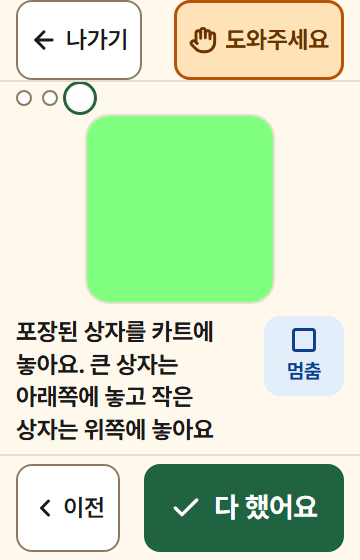 나가기
도와주세요
포장된 상자를 카트에
놓아요. 큰 상자는
아래쪽에 놓고 작은
상자는 위쪽에 놓아요
멈춤
이전
다 했어요